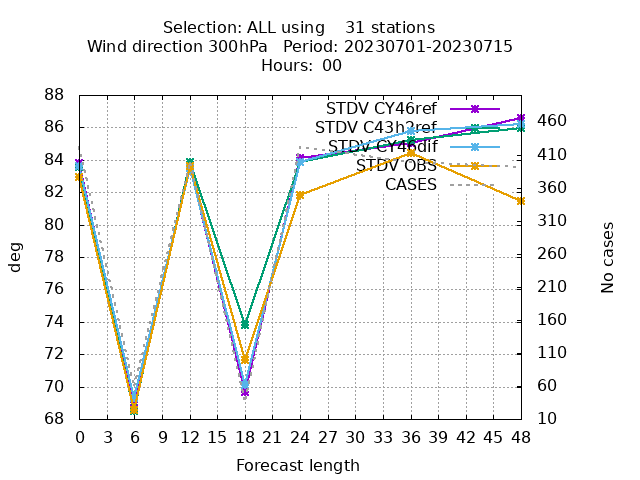 Selection: ALL using    31 stations
Wind direction 300hPa   Period: 20230701-20230715
Hours: 00
STDV CY46ref
STDV C43h2ref
STDV CY46dif
STDV OBS
CASES
88
86
84
82
80
78
76
74
72
70
68
460
410
360
310
260
210
160
110
60
10
deg
No cases
0 3 6 9 12 15 18 21 24 27 30 33 36 39 42 45 48
Forecast length